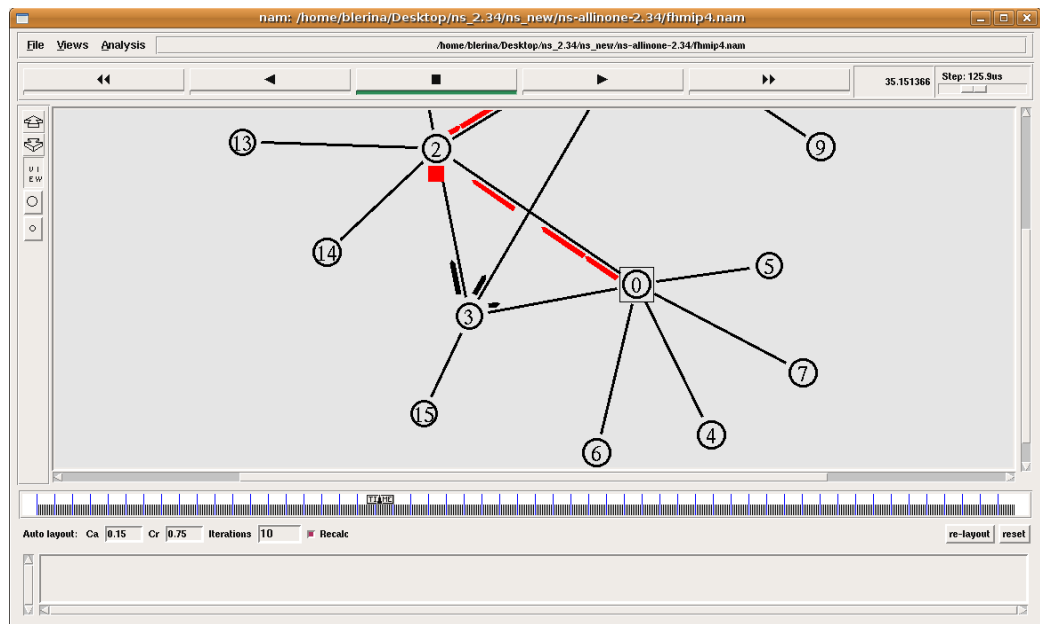 nam: /home/blerina/Desktop/ns_2.34/ns_new/ns-allinone-2.34/fhmip4.nam
File Views Analysis /home/blerina/Desktop/ns_2.34/ns_new/ns-allinone-2.34/fhmip4.nam
35.151366 Step: 125.9us
V I
E W
13
2
9
14
5
0
3
7
15
4
6
TIME
Auto layout: Ca 0.15 Cr 0.75 Iterations 10 Recalc re-layout reset